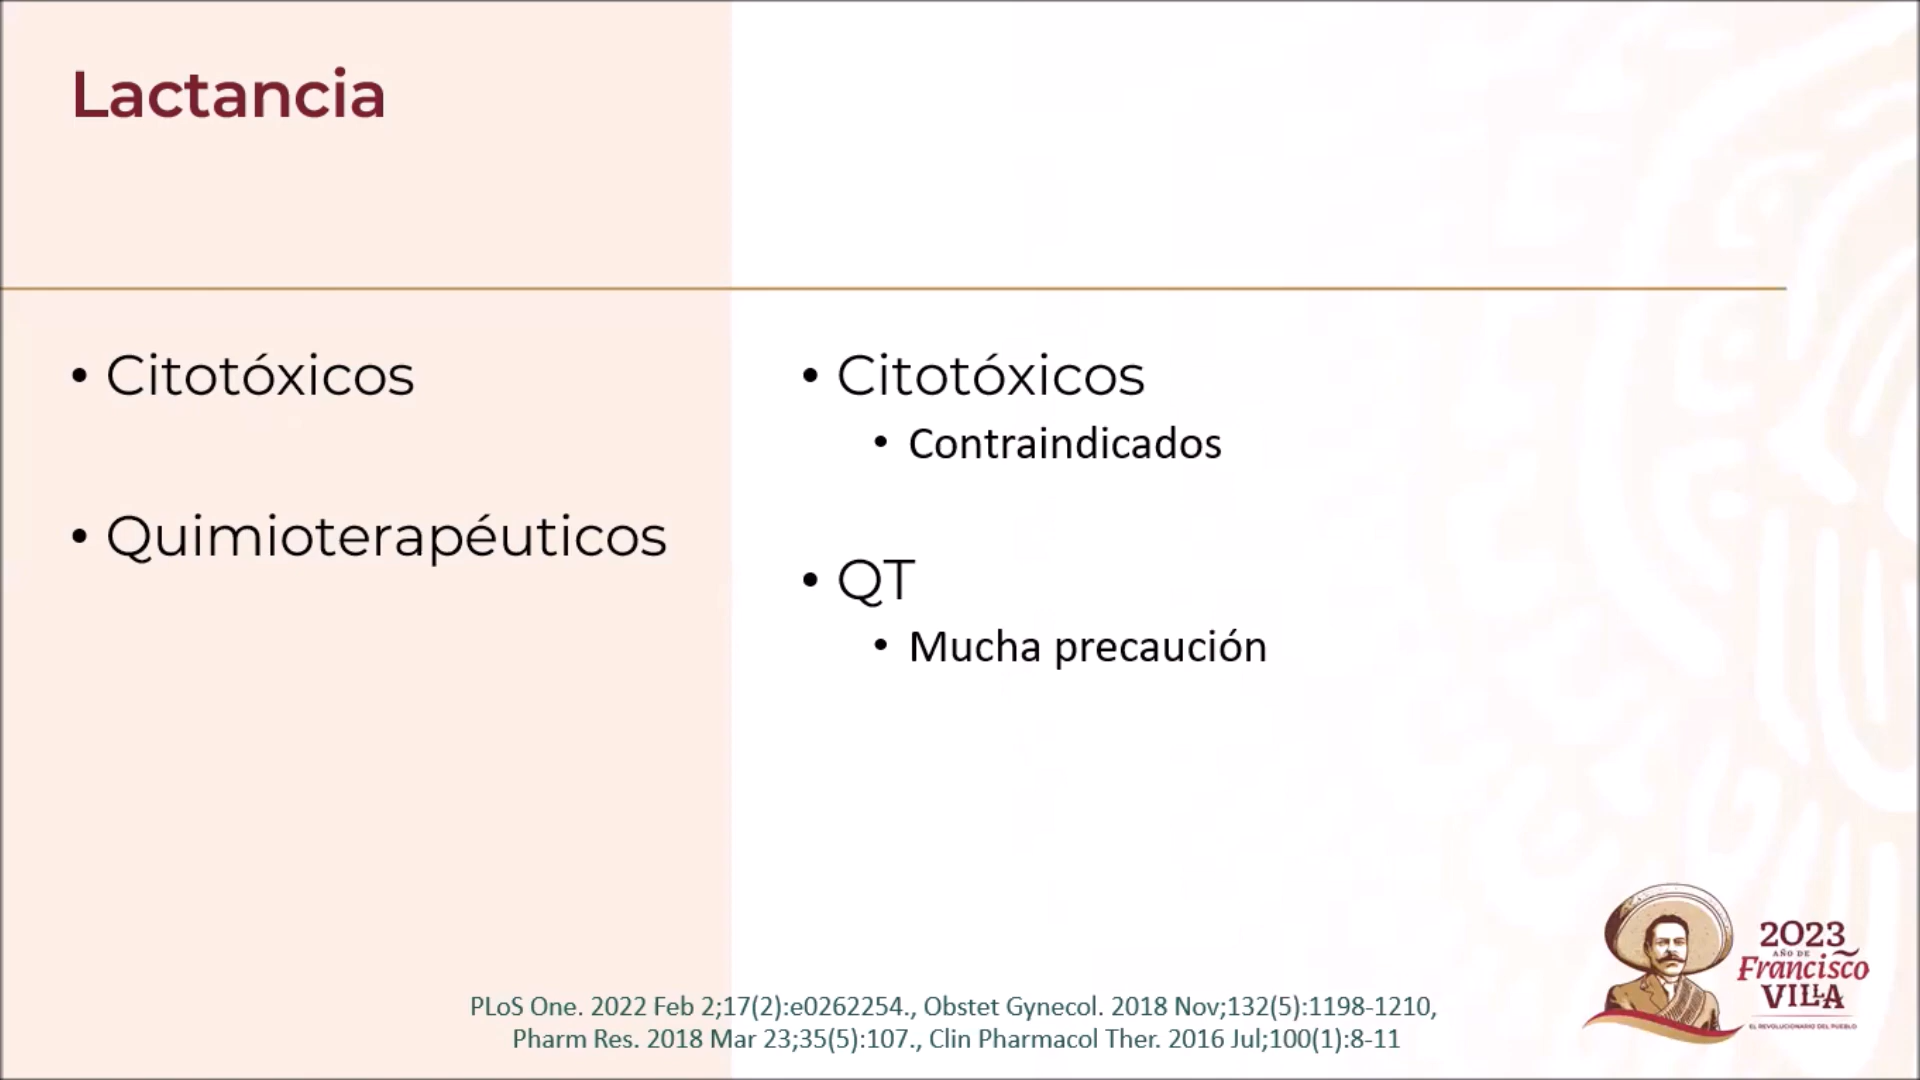 Lactancia
• Citotóxicos
• Quimioterapéuticos
• Citotóxicos
• Contraindicados
• QT
• Mucha precaución
PLoS One. 2022 Feb 2;17(2):e0262254., Obstet Gynecol. 2018 Nov;132(5):1198-1210,
Pharm Res. 2018 Mar 23;35(5):107., Clin Pharmacol Ther. 2016 Jul;100(1):8-11
2023
AÑO DE
Francisco
VILLA
EL REVOLUCIONARIO DEL PUEBLO